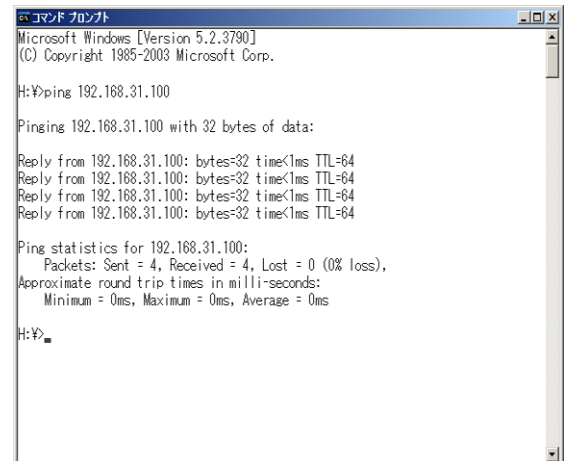 コマンド プロンプト
Microsoft Windows [Version 5.2.3790]
(C) Copyright 1985-2003 Microsoft Corp.
H:¥>ping 192.168.31.100
Pinging 192.168.31.100 with 32 bytes of data:
Reply from 192.168.31.100: bytes=32 time<1ms TTL=64
Reply from 192.168.31.100: bytes=32 time<1ms TTL=64
Reply from 192.168.31.100: bytes=32 time<1ms TTL=64
Reply from 192.168.31.100: bytes=32 time<1ms TTL=64
Ping statistics for 192.168.31.100:
Packets: Sent = 4, Received = 4, Lost = 0 (0% loss),
Approximate round trip times in milli-seconds:
Minimum = 0ms, Maximum = 0ms, Average = 0ms
H:¥>_